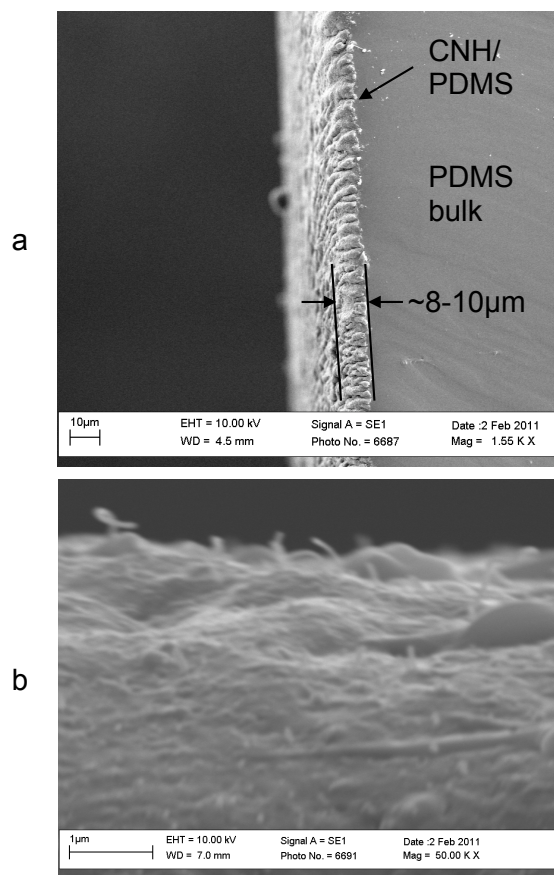 a
CNH/
PDMS
PDMS
bulk
~8-10µm
10µm
EHT = 10.00 kV
WD = 4.5 mm
Signal A = SE1
Photo No. = 6687
Date :2 Feb 2011
Mag = 1.55 K X
b
1µm
EHT = 10.00 kV
WD = 7.0 mm
Signal A = SE1
Photo No. = 6691
Date :2 Feb 2011
Mag = 50.00 K X